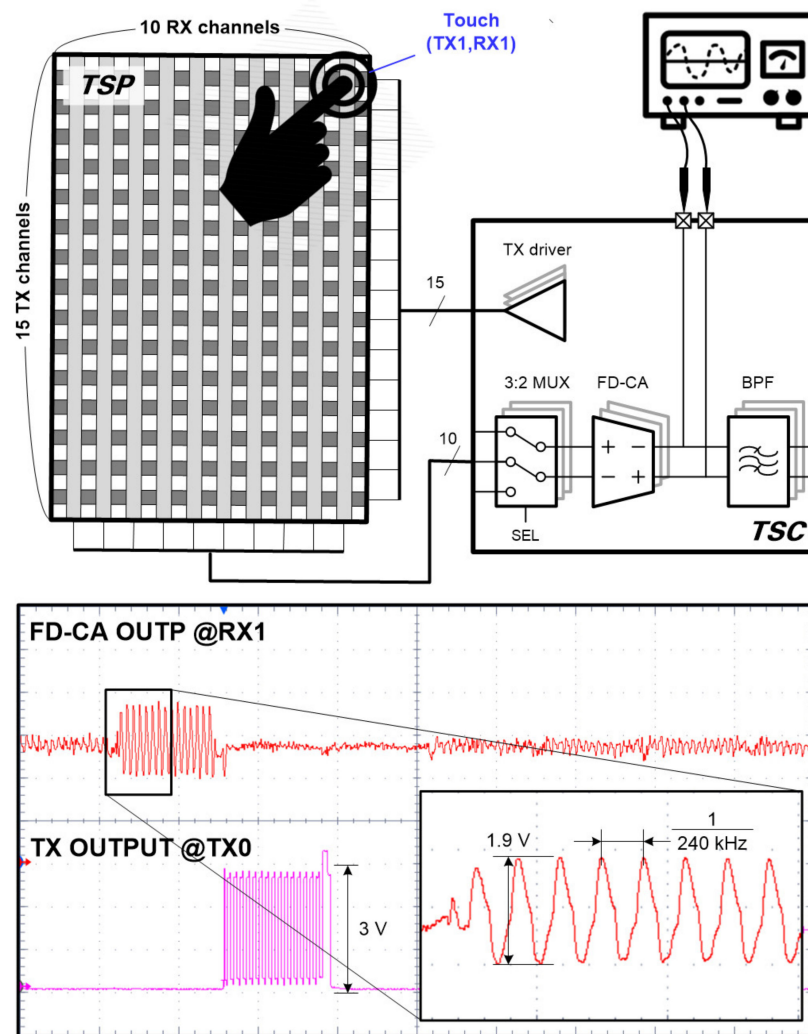 10 RX channels
Touch
(TX1,RX1)
TSP
15 TX channels
TX driver
15
3:2 MUX
FD-CA
BPF
10
+ −
− +
SEL
TSC
FD-CA OUTP @RX1
1.9 V
1
240 kHz
TX OUTPUT @TX0
3 V